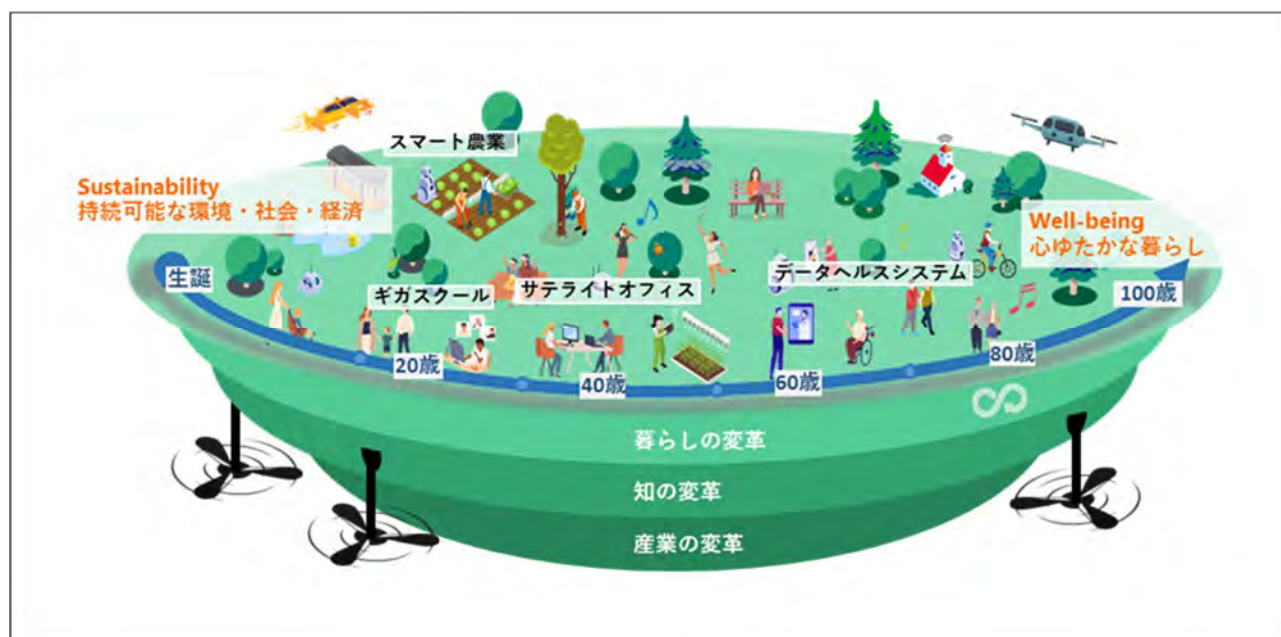 スマート農業
Sustainability
持続可能な環境・社会・経済
Well-being
心ゆたかな暮らし
生誕
ギガスクール
サテライトオフィス
データヘルスシステム
100歳
20歳
40歳
60歳
80歳
暮らしの変革
知の変革
産業の変革